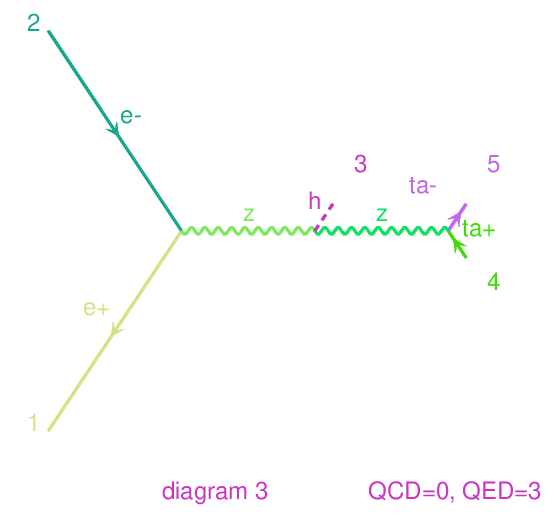 2
e-
3
ta-
5
h
z
z
ta+
4
e+
1
diagram 3
QCD=0, QED=3